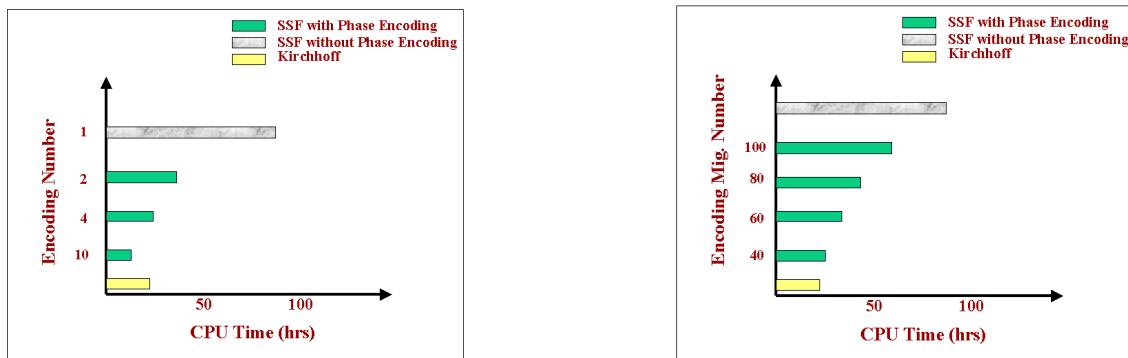 SSF with Phase Encoding
SSF without Phase Encoding
Kirchhoff
Encoding Number
1
2
4
10
50 100
CPU Time (hrs)
SSF with Phase Encoding
SSF without Phase Encoding
Kirchhoff
Encoding Mig. Number
100
80
60
40
50 100
CPU Time (hrs)